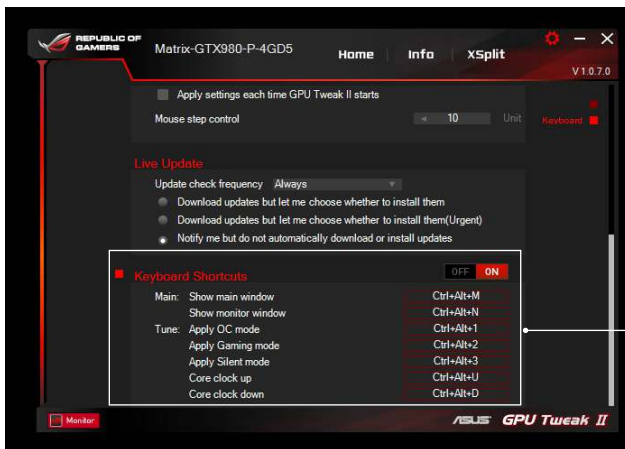 REPUBLIC OF
GAMERS
Matrix-GTX980-P-4GD5
Home Info XSplit
V 1.0.7.0
Apply settings each time GPU Tweak II starts
Mouse step control 10 Unit
Keyboard
Live Update
Update check frequency Always
Download updates but let me choose whether to install them
Download updates but let me choose whether to install them(Urgent)
Notify me but do not automatically download or install updates
Keyboard Shortcuts OFF ON
Main: Show main window Ctrl+Alt+M
Show monitor window Ctrl+Alt+N
Tune: Apply OC mode Ctrl+Alt+1
Apply Gaming mode Ctrl+Alt+2
Apply Silent mode Ctrl+Alt+3
Core clock up Ctrl+Alt+U
Core clock down Ctrl+Alt+D
Monitor
ASUS GPU Tweak II